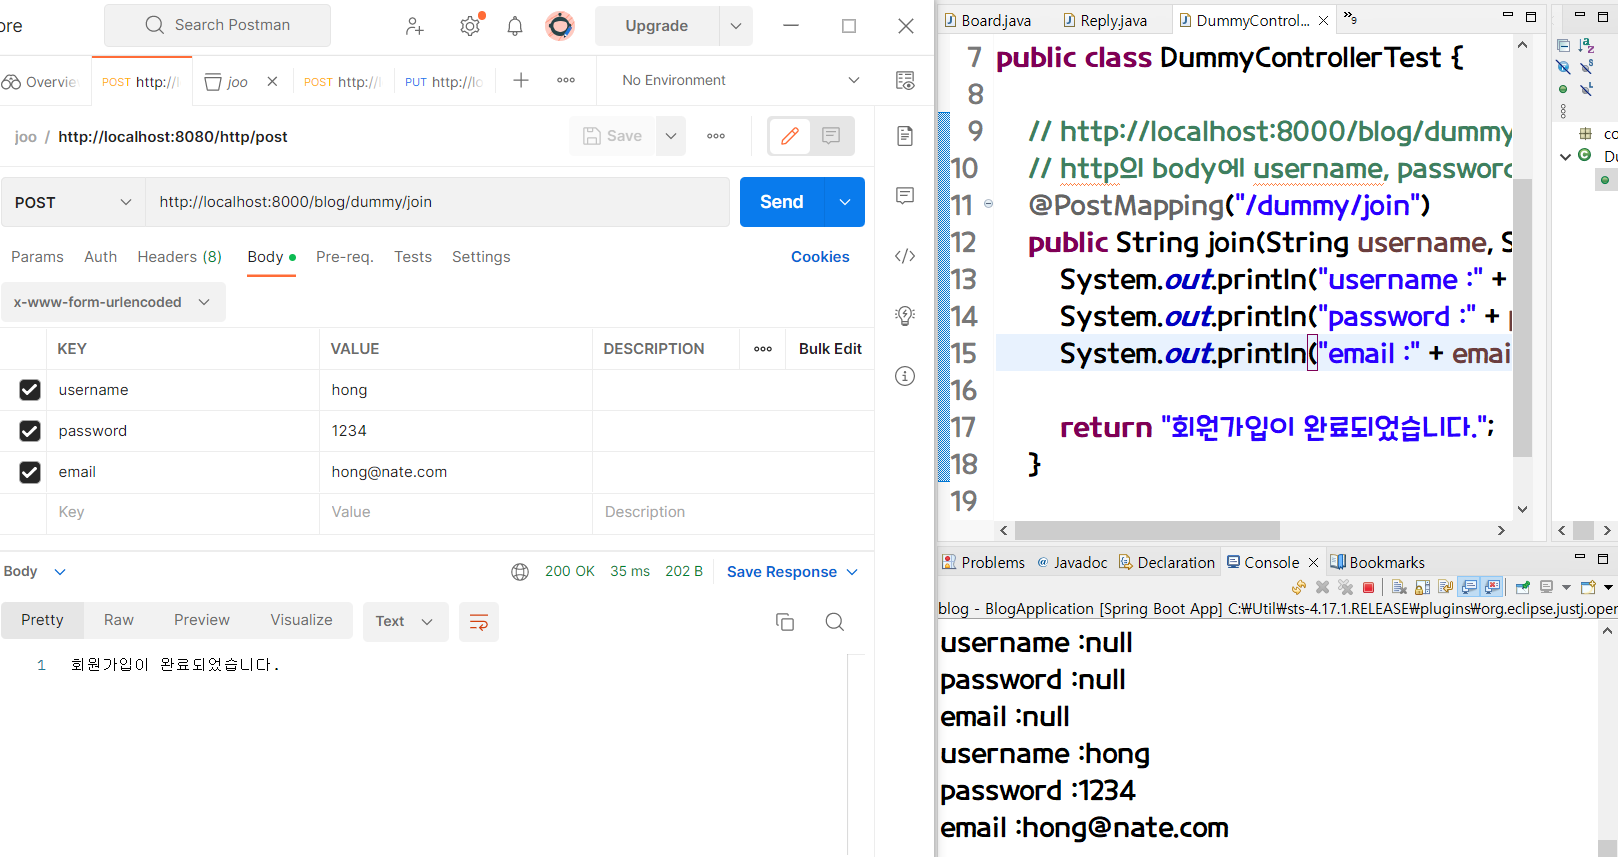 ore
Search Postman
Upgrade
Overvie
POST http://l
joo
POST http://l
PUT http://lo
No Environment
joo / http://localhost:8080/http/post
Save
POST
http://localhost:8000/blog/dummy/join
Send
Params Auth Headers (8) Body Pre-req. Tests Settings
Cookies
x-www-form-urlencoded
KEY VALUE DESCRIPTION Bulk Edit
username hong
password 1234
email hong@nate.com
Key Value Description
Body
200 OK 35 ms 202 B Save Response
Pretty Raw Preview Visualize Text
1 회원가입이 완료되었습니다.
Board.java Reply.java DummyControl... »9
7 public class DummyControllerTest {
8
9 // http://localhost:8000/blog/dummy
10 // http의 body에 username, password
11 @PostMapping("/dummy/join")
12 public String join(String username, S
13 System.out.println("username :" +
14 System.out.println("password :" + p
15 System.out.println("email :" + emai
16
17 return "회원가입이 완료되었습니다.";
18 }
19
co
Du
Problems Javadoc Declaration Console Bookmarks
blog - BlogApplication [Spring Boot App] C:₩Util₩sts-4.17.1.RELEASE₩plugins₩org.eclipse.justj.oper
username :null
password :null
email :null
username :hong
password :1234
email :hong@nate.com